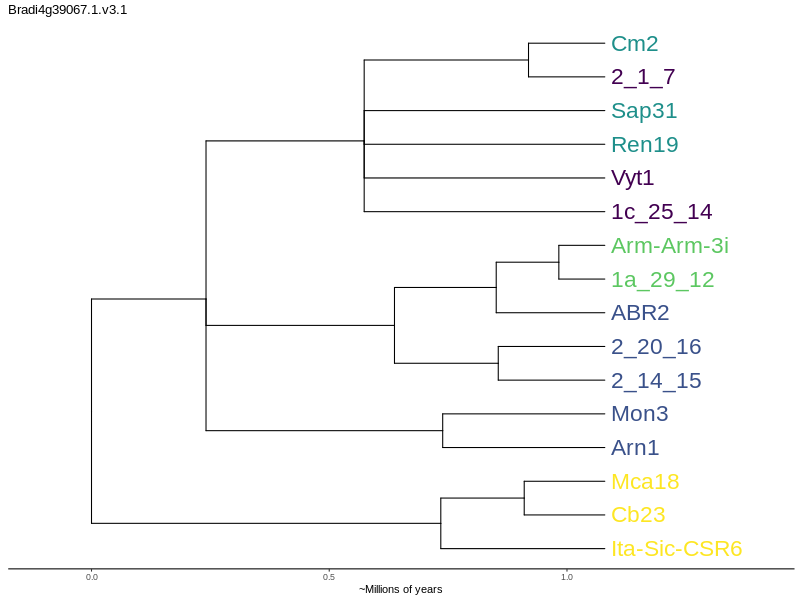 Bradi4g39067.1.v3.1
Cm2
2_1_7
Sap31
Ren19
Vyt1
1c_25_14
Arm-Arm-3i
1a_29_12
ABR2
2_20_16
2_14_15
Mon3
Arn1
Mca18
Cb23
Ita-Sic-CSR6
0.0 0.5 1.0
~Millions of years